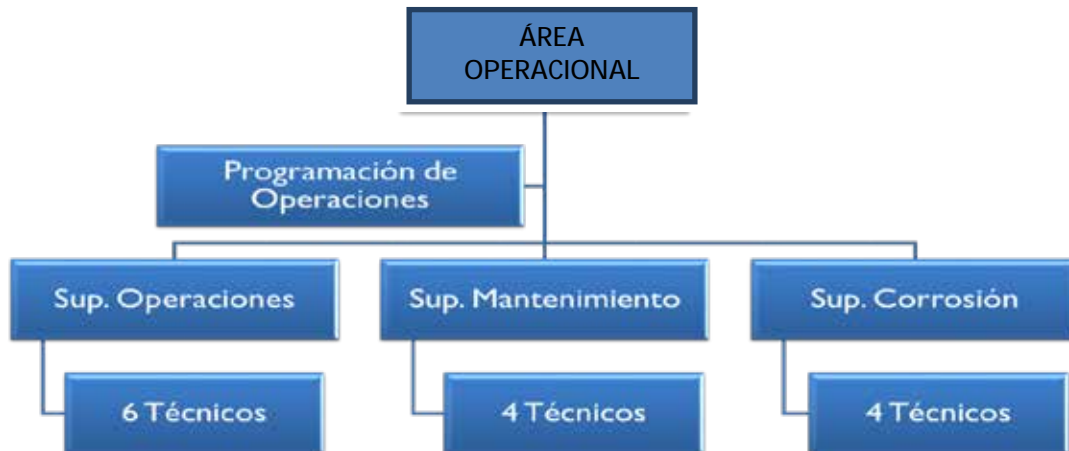 ÁREA
OPERACIONAL
Programación de
Operaciones
Sup. Operaciones
Sup. Mantenimiento
Sup. Corrosión
6 Técnicos
4 Técnicos
4 Técnicos